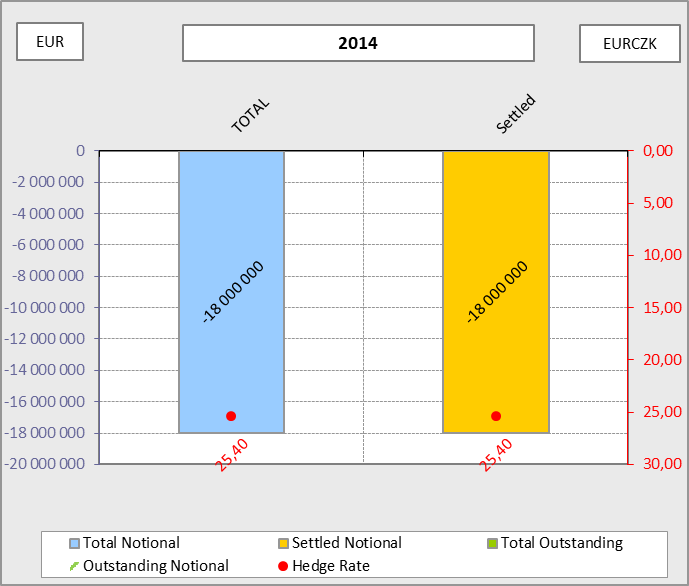 EUR 2014 EURCZK
TOTAL Settled
0 0,00
-2 000 000
-4 000 000 5,00
-6 000 000
-8 000 000 10,00
-10 000 000 15,00
-12 000 000
-14 000 000 20,00
-16 000 000 25,00
-18 000 000
-20 000 000 30,00
-18 000 000 -18 000 000
25,40 25,40
Total Notional Settled Notional Total Outstanding
Outstanding Notional Hedge Rate